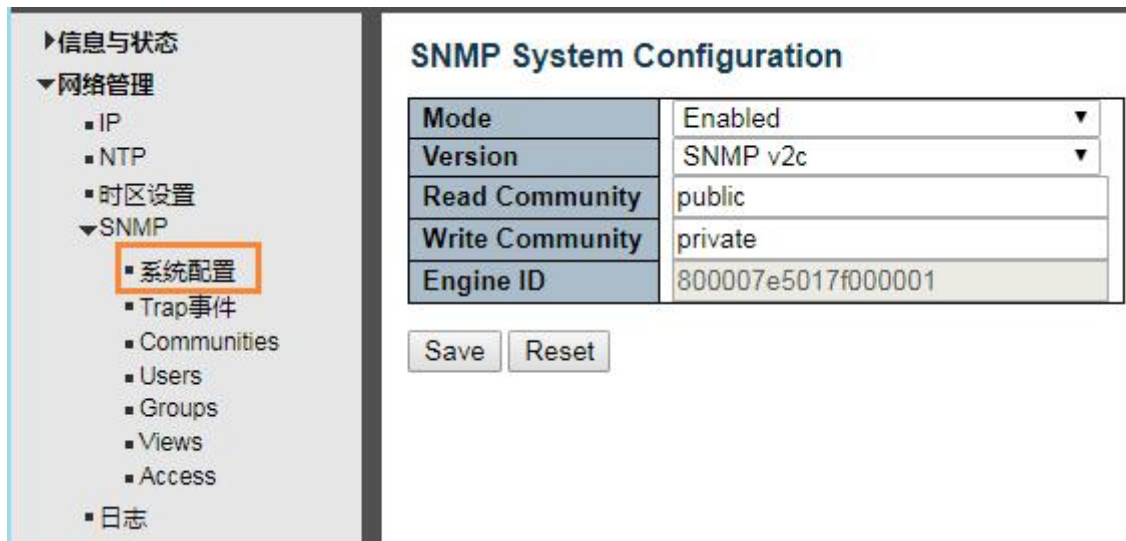 信息与状态
网络管理
IP
NTP
时区设置
SNMP
系统配置
Trap事件
Communities
Users
Groups
Views
Access
日志
SNMP System Configuration
Mode Enabled
Version SNMP v2c
Read Community public
Write Community private
Engine ID 800007e5017f000001
Save Reset